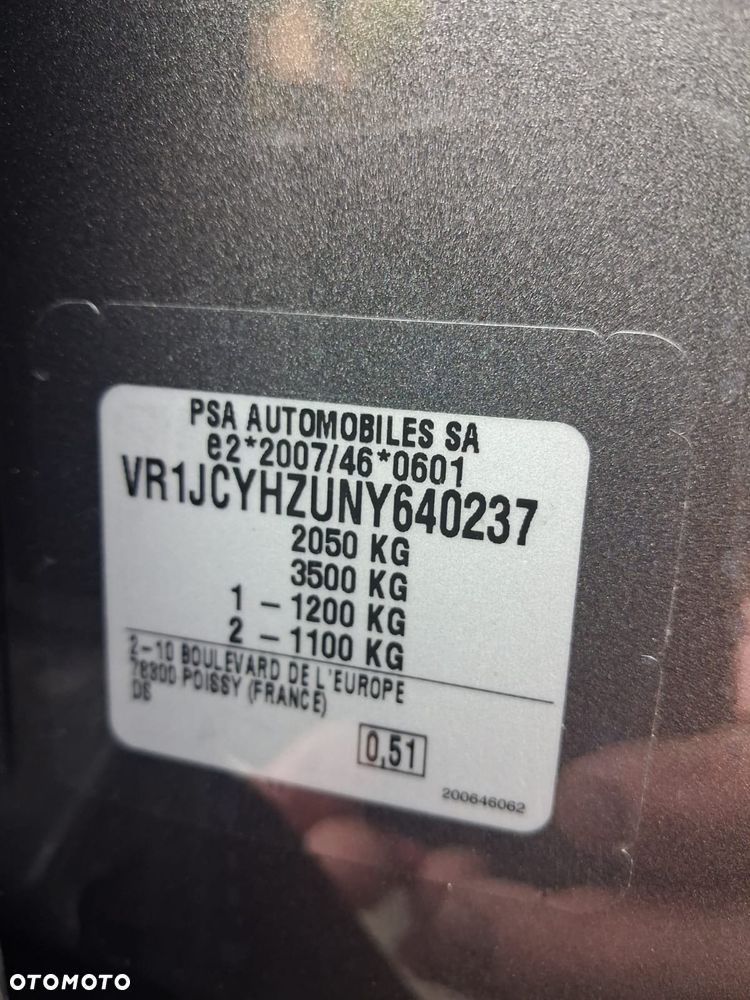 PSA AUTOMOBILES SA
e2*2007/46*0601
VR1JCYHZUNY640237
2050 KG
3500 KG
1 - 1200 KG
2 - 1100 KG
2-10 BOULEVARD DE L'EUROPE
78300 POISSY (FRANCE)
DS
0,51
200646062
OTOMOTO